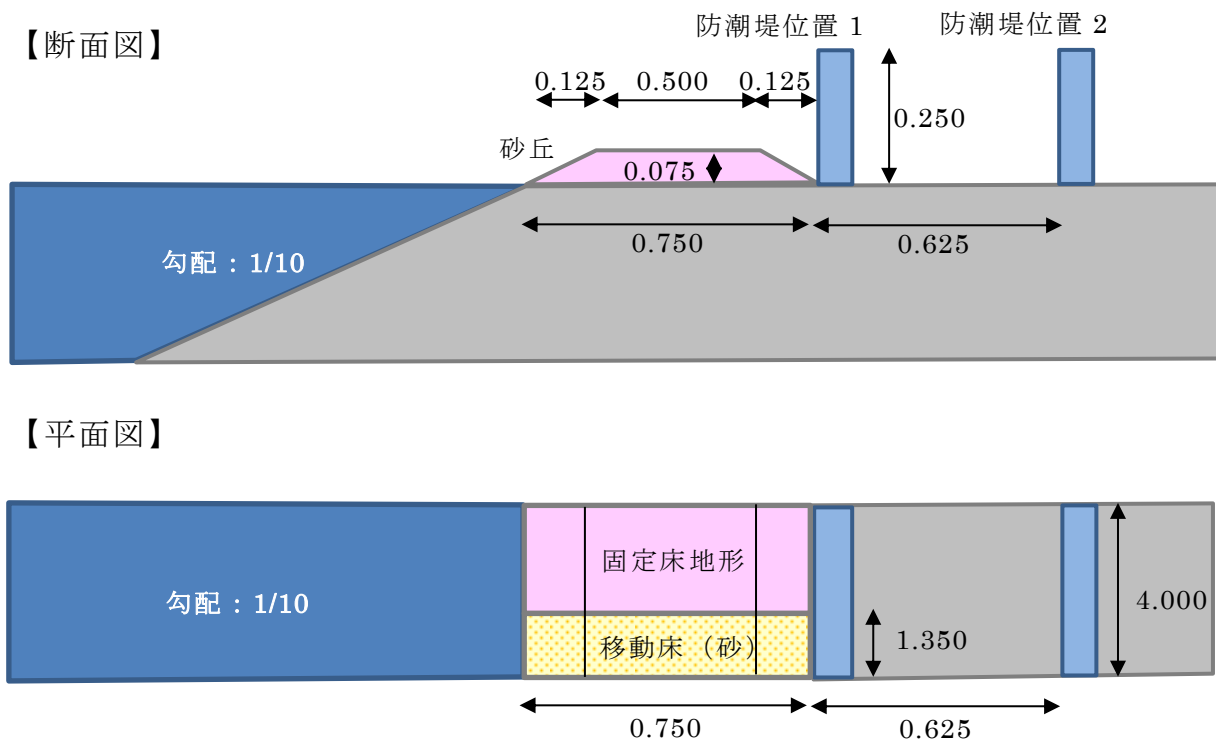 【断面図】
防潮堤位置 1
防潮堤位置 2
0.125
0.500
0.125
0.250
砂丘
0.075
0.750
0.625
勾配：1/10
【平面図】
固定床地形
勾配：1/10
4.000
移動床（砂）
1.350
0.750
0.625